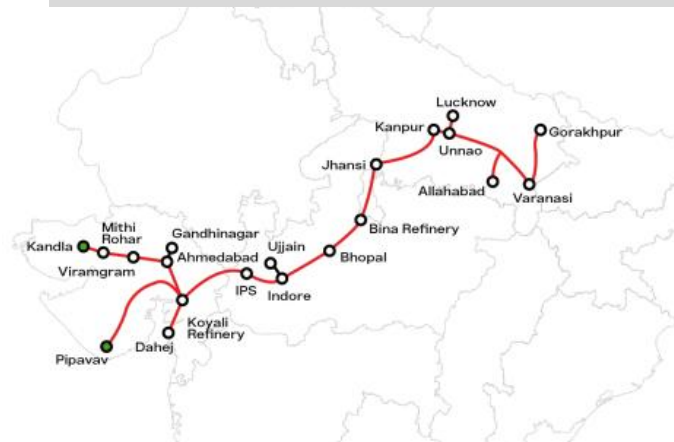 Lucknow
Kanpur
Gorakhpur
Unnao
Jhansi
Allahabad
Varanasi
Mithi
Rohar
Gandhinagar
Bina Refinery
Kandla
Ujjain
Ahmedabad
Bhopal
Viramgram
IPS
Indore
Koyali
Refinery
Dahej
Pipavav